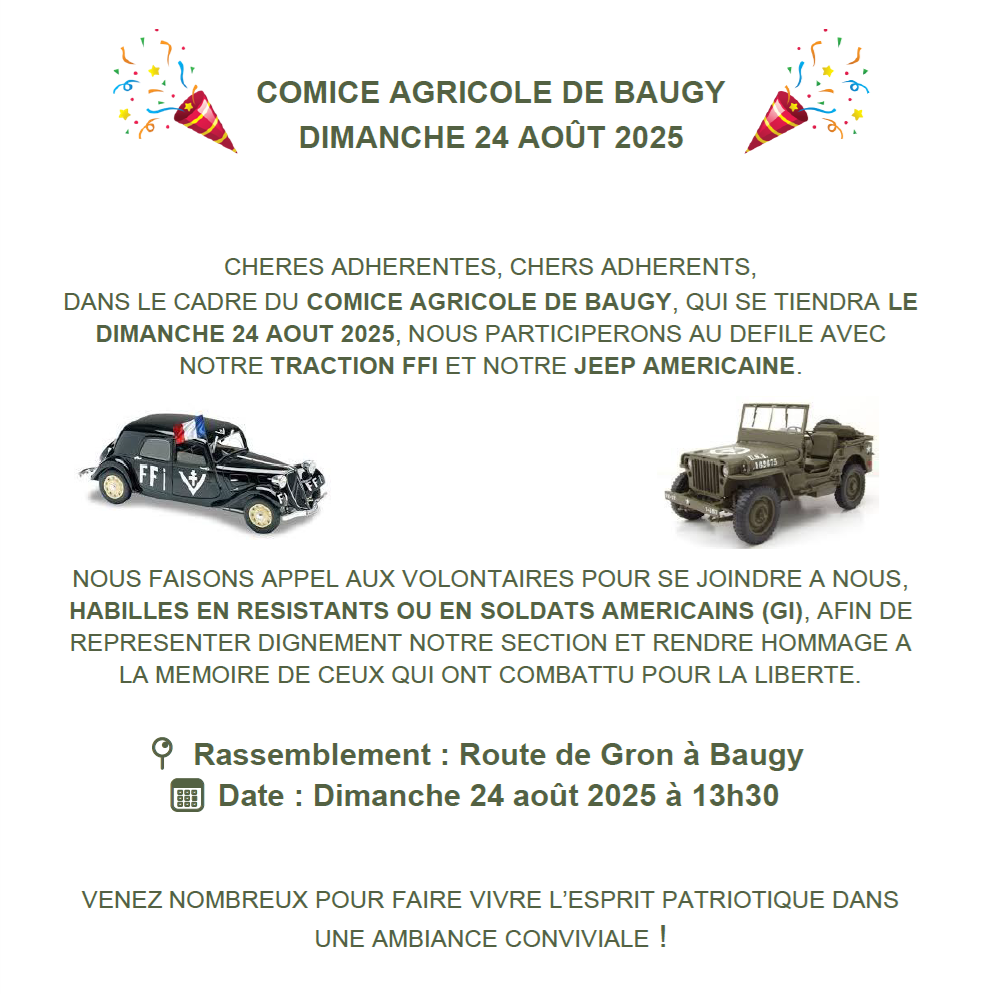 COMICE AGRICOLE DE BAUGY
DIMANCHE 24 AOÛT 2025
CHERES ADHERENTES, CHERS ADHERENTS,
DANS LE CADRE DU COMICE AGRICOLE DE BAUGY, QUI SE TIENDRA LE
DIMANCHE 24 AOUT 2025, NOUS PARTICIPERONS AU DEFILE AVEC
NOTRE TRACTION FFI ET NOTRE JEEP AMERICAINE.
FFi
FFi
U.S.A.
NOUS FAISONS APPEL AUX VOLONTAIRES POUR SE JOINDRE A NOUS,
HABILLES EN RESISTANTS OU EN SOLDATS AMERICAINS (GI), AFIN DE
REPRESENTER DIGNEMENT NOTRE SECTION ET RENDRE HOMMAGE A
LA MEMOIRE DE CEUX QUI ONT COMBATTU POUR LA LIBERTE.
Rassemblement : Route de Gron à Baugy
Date : Dimanche 24 août 2025 à 13h30
VENEZ NOMBREUX POUR FAIRE VIVRE L’ESPRIT PATRIOTIQUE DANS
UNE AMBIANCE CONVIVIALE !